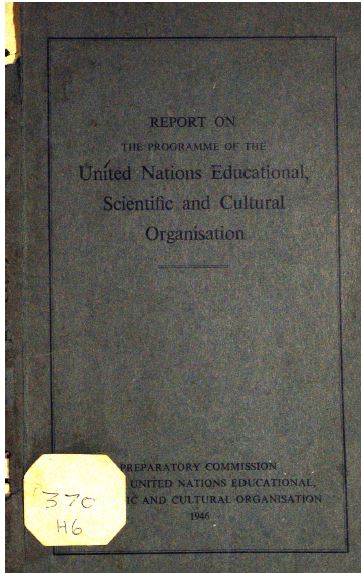 REPORT ON
THE PROGRAMME OF THE
United Nations Educational,
Scientific and Cultural
Organisation
PREPARATORY COMMISSION
UNITED NATIONS EDUCATIONAL,
AND CULTURAL ORGANISATION
1946
370
H6